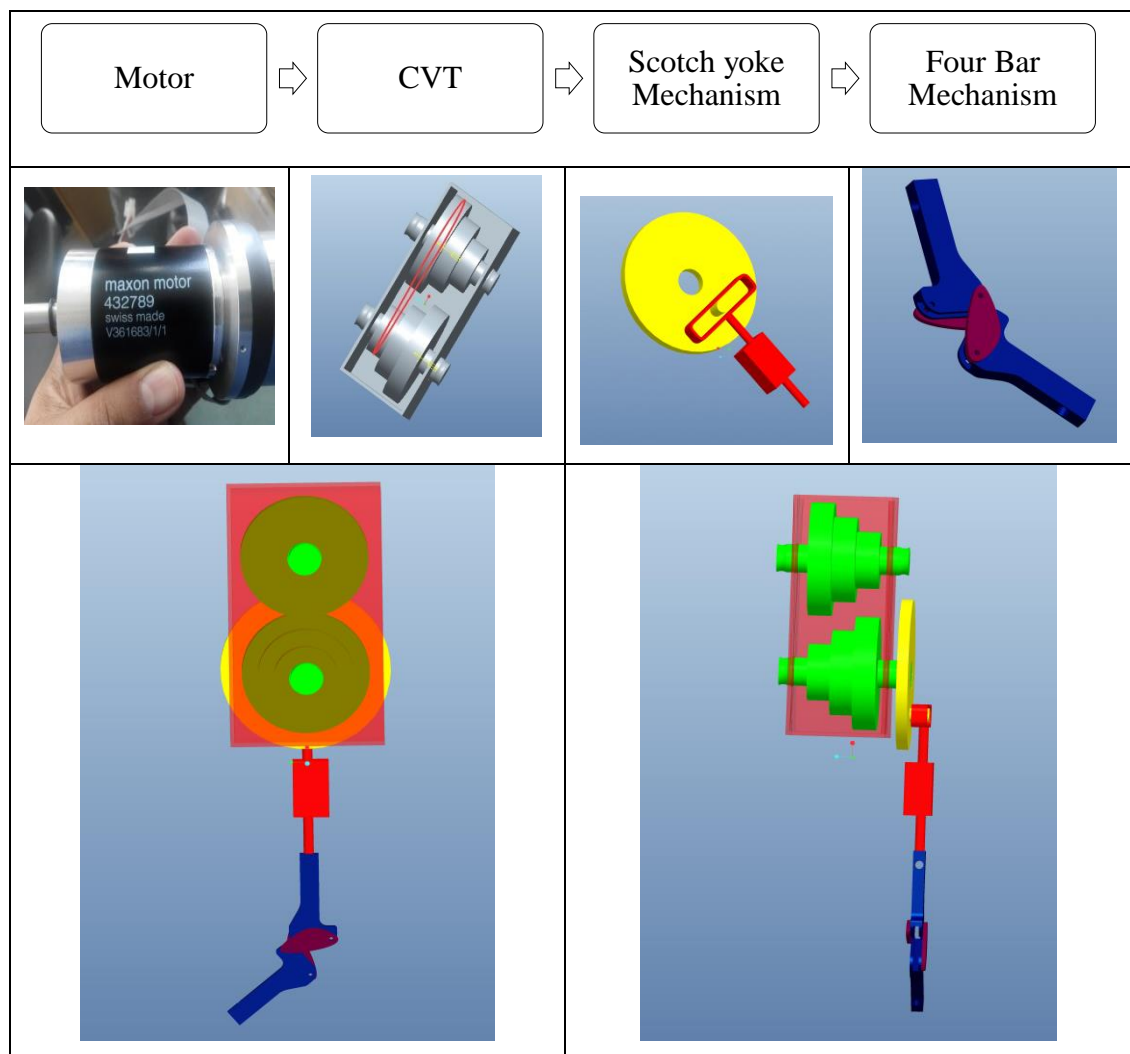 Motor
CVT
Scotch yoke
Mechanism
Four Bar
Mechanism
maxon motor
432789
swiss made
V361683/1/1